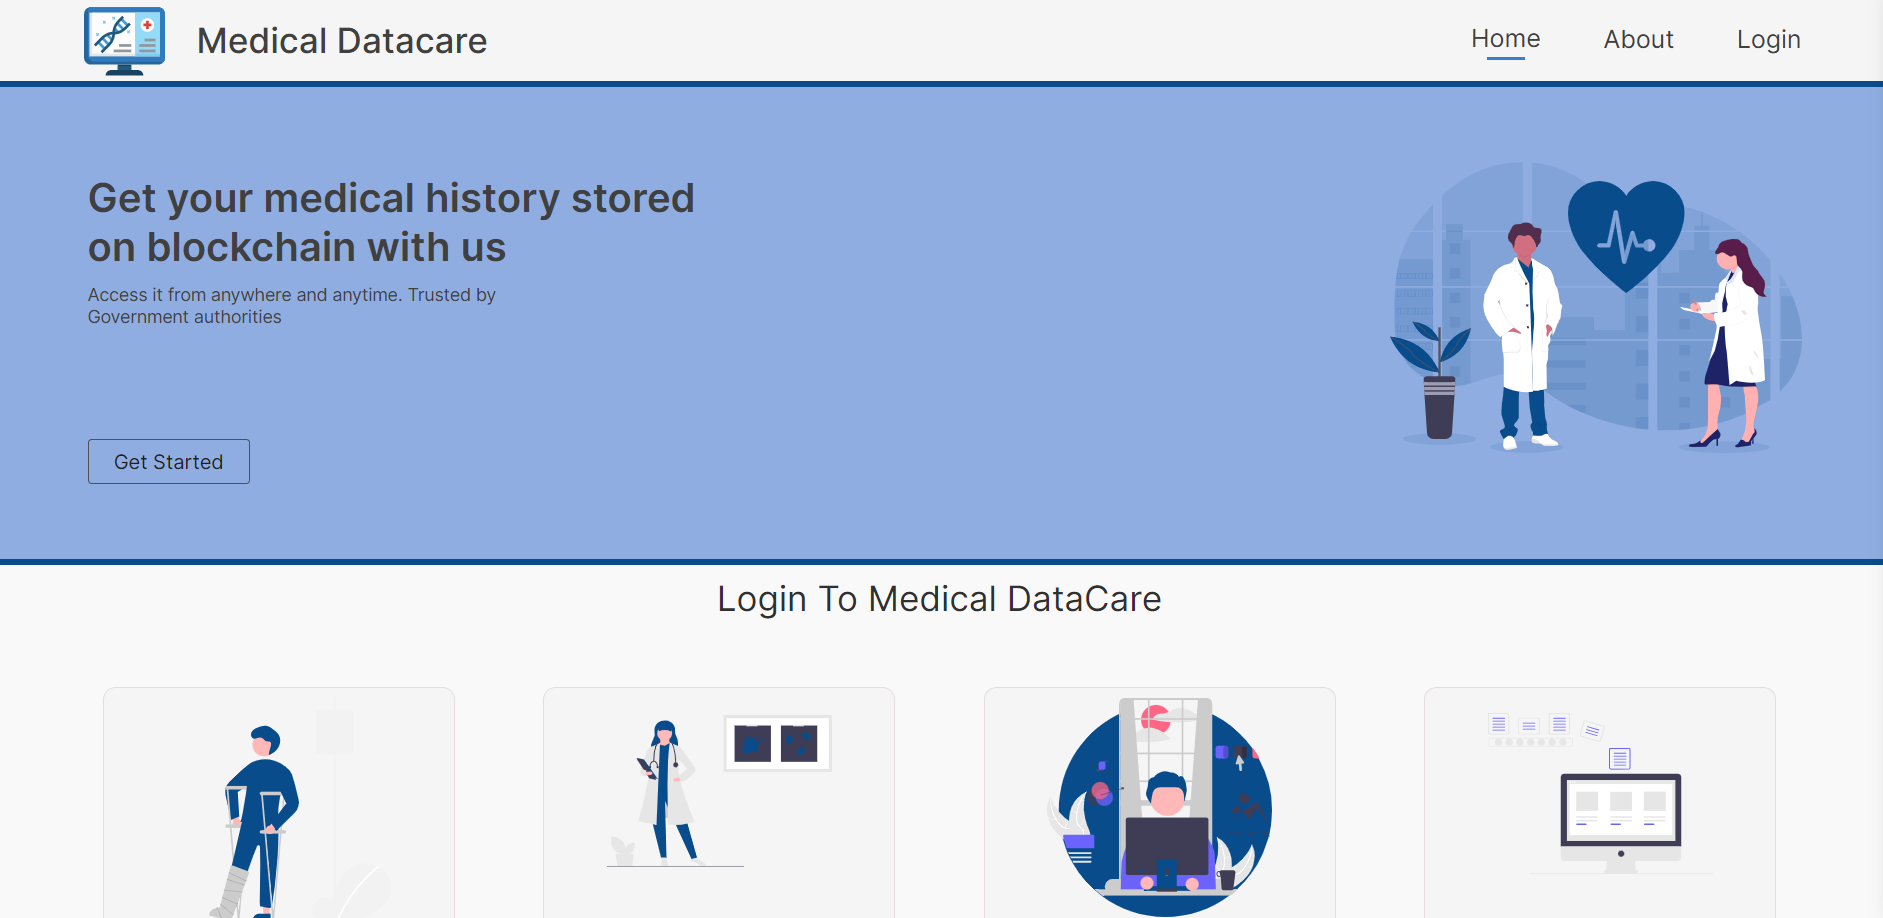 Medical Datacare
Home
About
Login
Get your medical history stored
on blockchain with us
Access it from anywhere and anytime. Trusted by
Government authorities
Get Started
Login To Medical DataCare